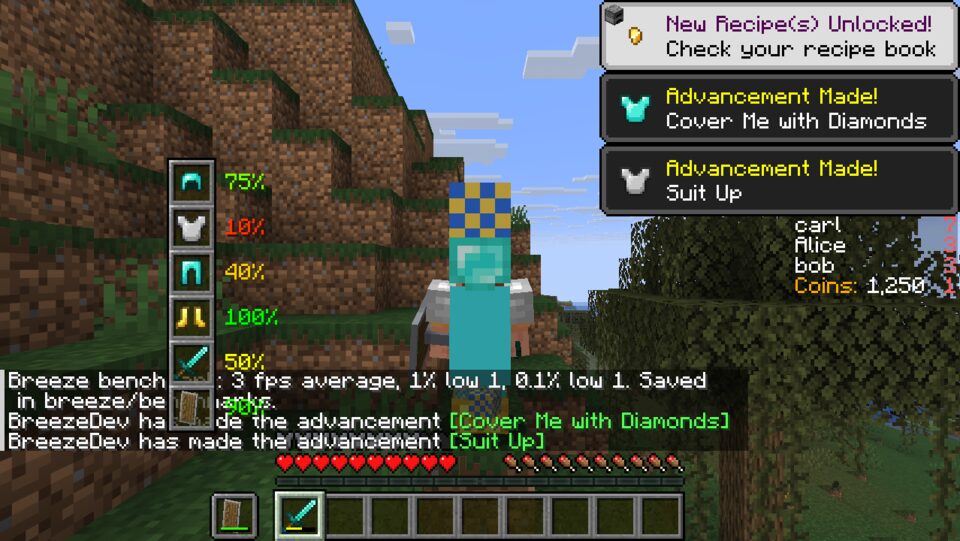 New Recipe(s) Unlocked!
Check your recipe book
Advancement Made!
Cover Me with Diamonds
Advancement Made!
Suit Up
carl
Alice
bob
Coins: 1,250
75%
10%
40%
100%
50%
90%
Breeze bench : 3 fps average, 1% low 1, 0.1% low 1. Saved
in breeze/be marks.
BreezeDev ha de the advancement [Cover Me with Diamonds]
BreezeDev has made the advancement [Suit Up]